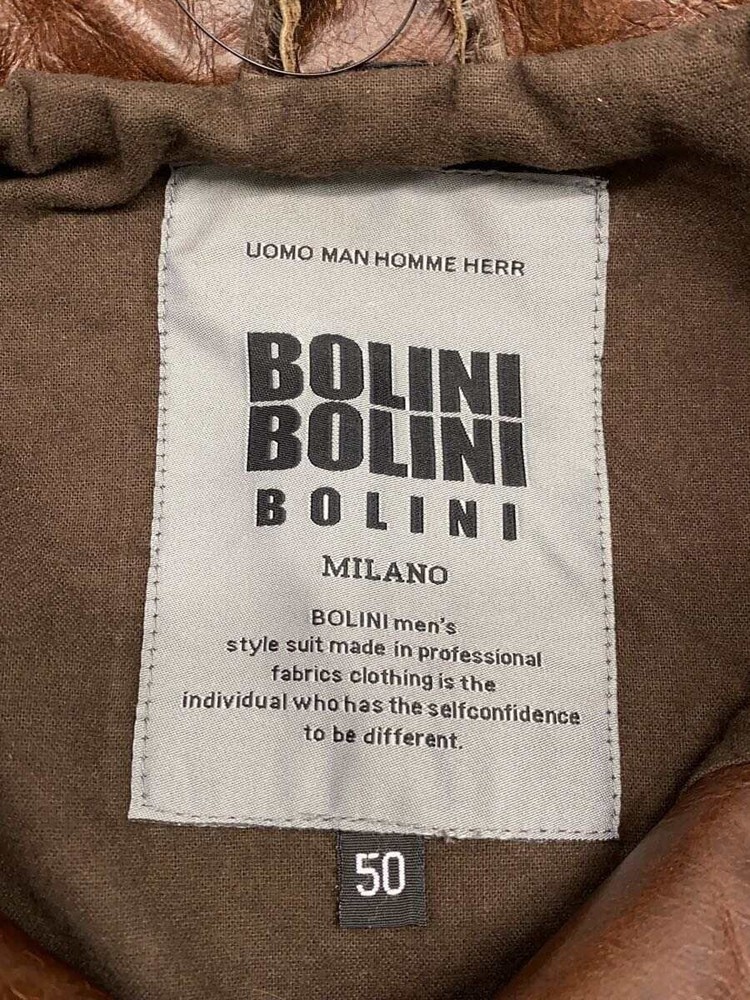 UOMO MAN HOMME HERR
BOLINI
BOLINI
BOLINI
MILANO
BOLINI men's
style suit made in professional
fabrics clothing is the
individual who has the selfconfidence
to be different.
50